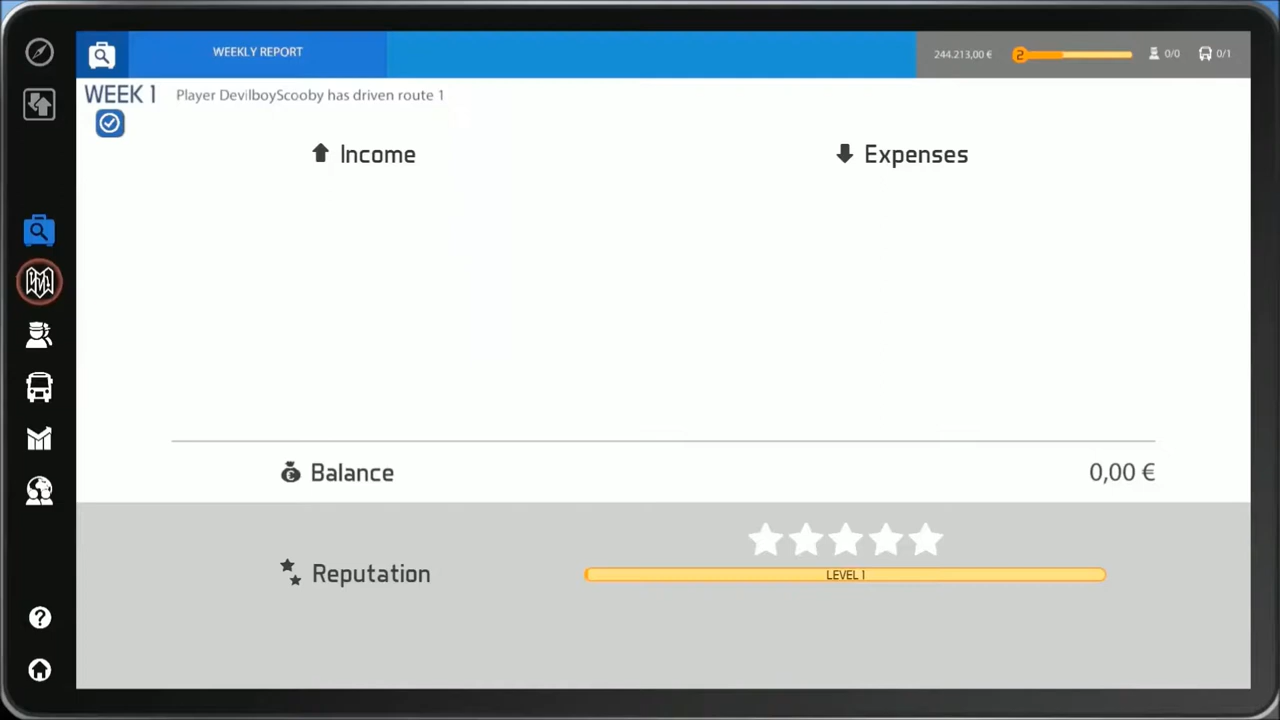 WEEKLY REPORT
244.213,00 €
2
0/0
0/1
WEEK 1
Player DevilboyScooby has driven route 1
Income
Expenses
Balance
0,00 €
Reputation
LEVEL 1